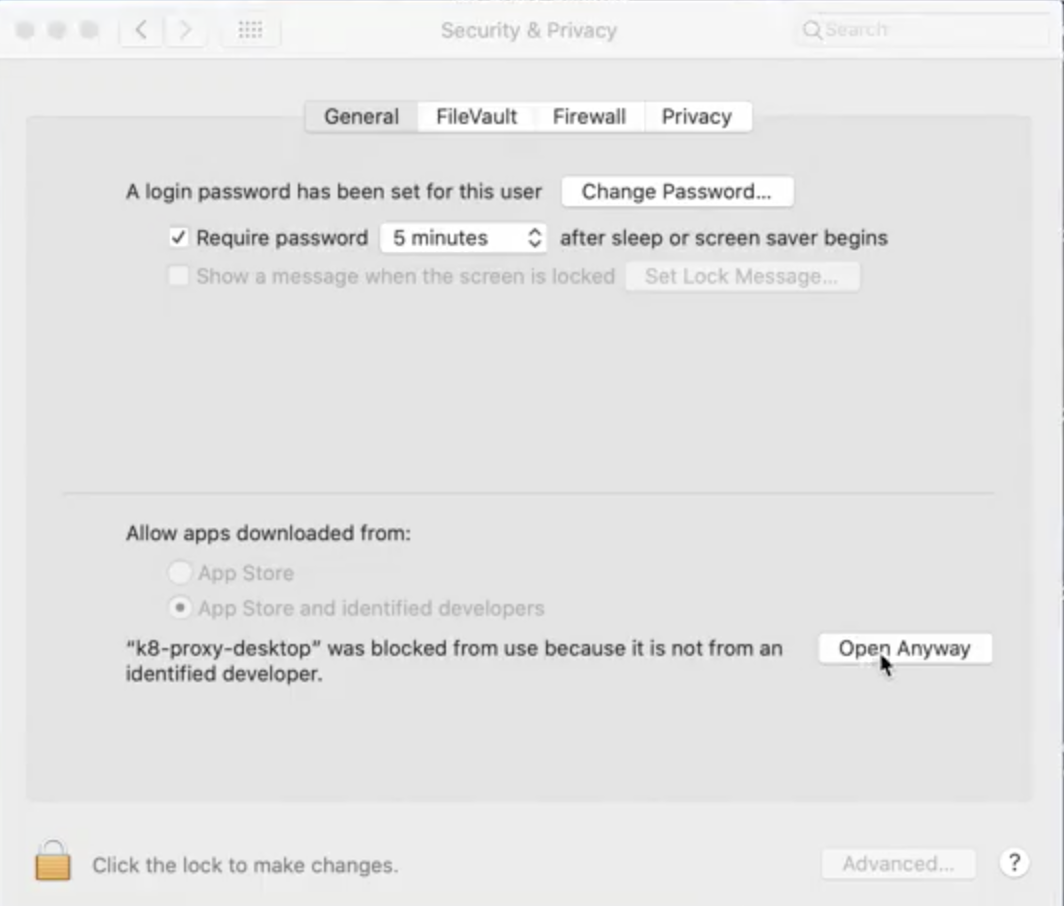 Security & Privacy
Search
General
FileVault
Firewall
Privacy
A login password has been set for this user
Change Password...
Require password
5 minutes
after sleep or screen saver begins
Show a message when the screen is locked
Set Lock Message...
Allow apps downloaded from:
App Store
App Store and identified developers
“k8-proxy-desktop” was blocked from use because it is not from an
identified developer.
Open Anyway
Click the lock to make changes.
Advanced...
?